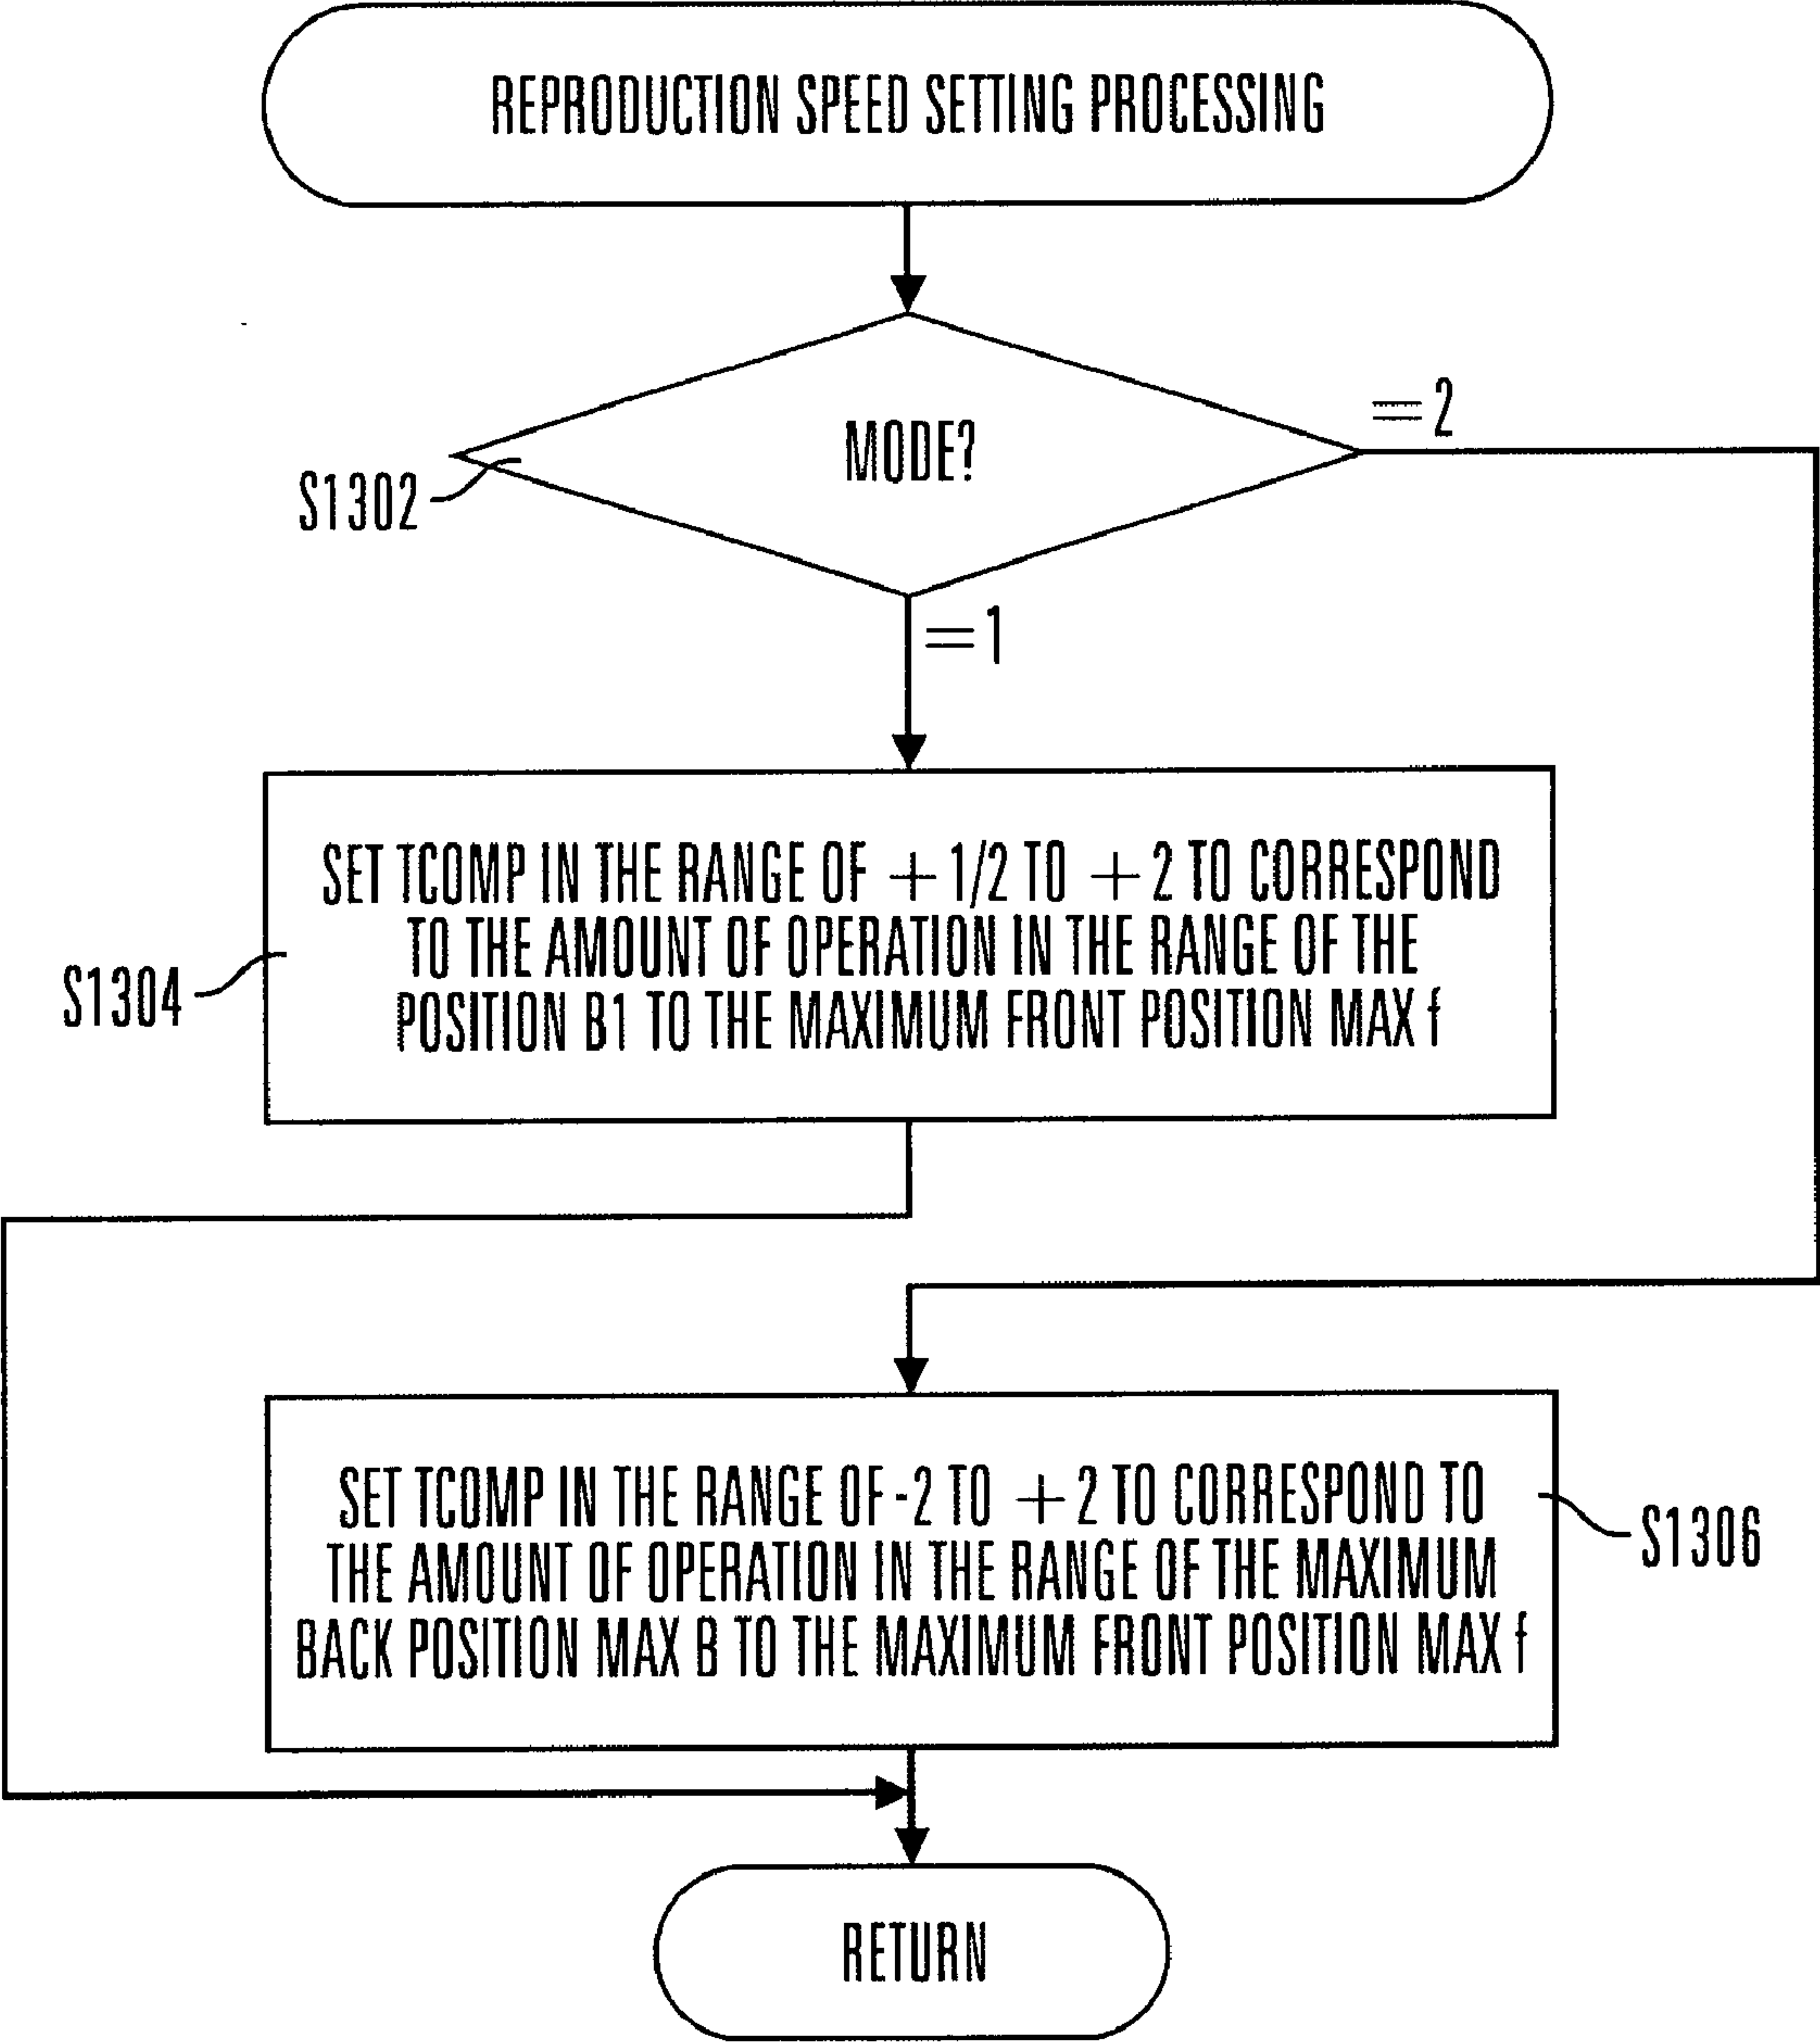 REPRODUCTION SPEED SETTING PROCESSING
MODE?
=2
S1302
=1
SET TCOMP IN THE RANGE OF +1/2 TO +2 TO CORRESPOND
TO THE AMOUNT OF OPERATION IN THE RANGE OF THE
POSITION B1 TO THE MAXIMUM FRONT POSITION MAX f
S1304
SET TCOMP IN THE RANGE OF -2 TO +2 TO CORRESPOND TO
THE AMOUNT OF OPERATION IN THE RANGE OF THE MAXIMUM
BACK POSITION MAX B TO THE MAXIMUM FRONT POSITION MAX f
S1306
RETURN